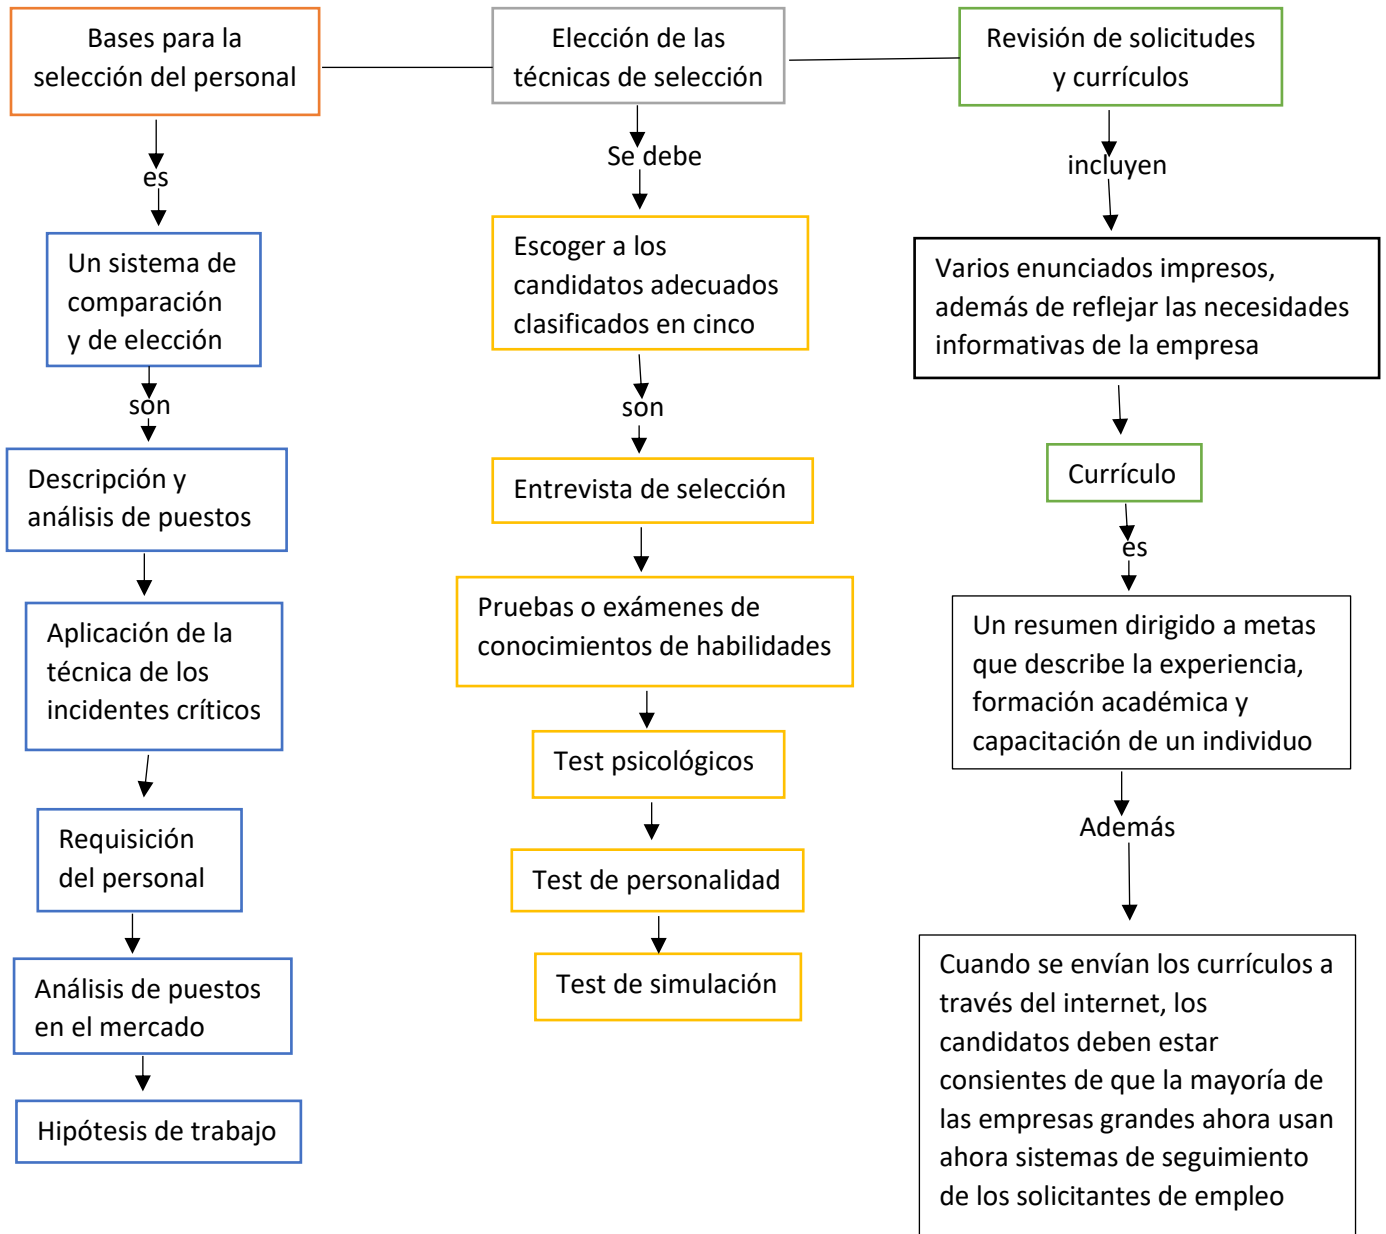 Bases para la
selección del personal
es
Un sistema de
comparación
y de elección
son
Descripción y
análisis de puestos
Aplicación de la
técnica de los
incidentes críticos
Requisición
del personal
Análisis de puestos
en el mercado
Hipótesis de trabajo
Elección de las
técnicas de selección
Se debe
Escoger a los
candidatos adecuados
clasificados en cinco
son
Entrevista de selección
Pruebas o exámenes de
conocimientos de habilidades
Test psicológicos
Test de personalidad
Test de simulación
Revisión de solicitudes
y currículos
incluyen
Varios enunciados impresos,
además de reflejar las necesidades
informativas de la empresa
Currículo
es
Un resumen dirigido a metas
que describe la experiencia,
formación académica y
capacitación de un individuo
Además
Cuando se envían los currículos a
través del internet, los
candidatos deben estar
consientes de que la mayoría de
las empresas grandes ahora usan
ahora sistemas de seguimiento
de los solicitantes de empleo